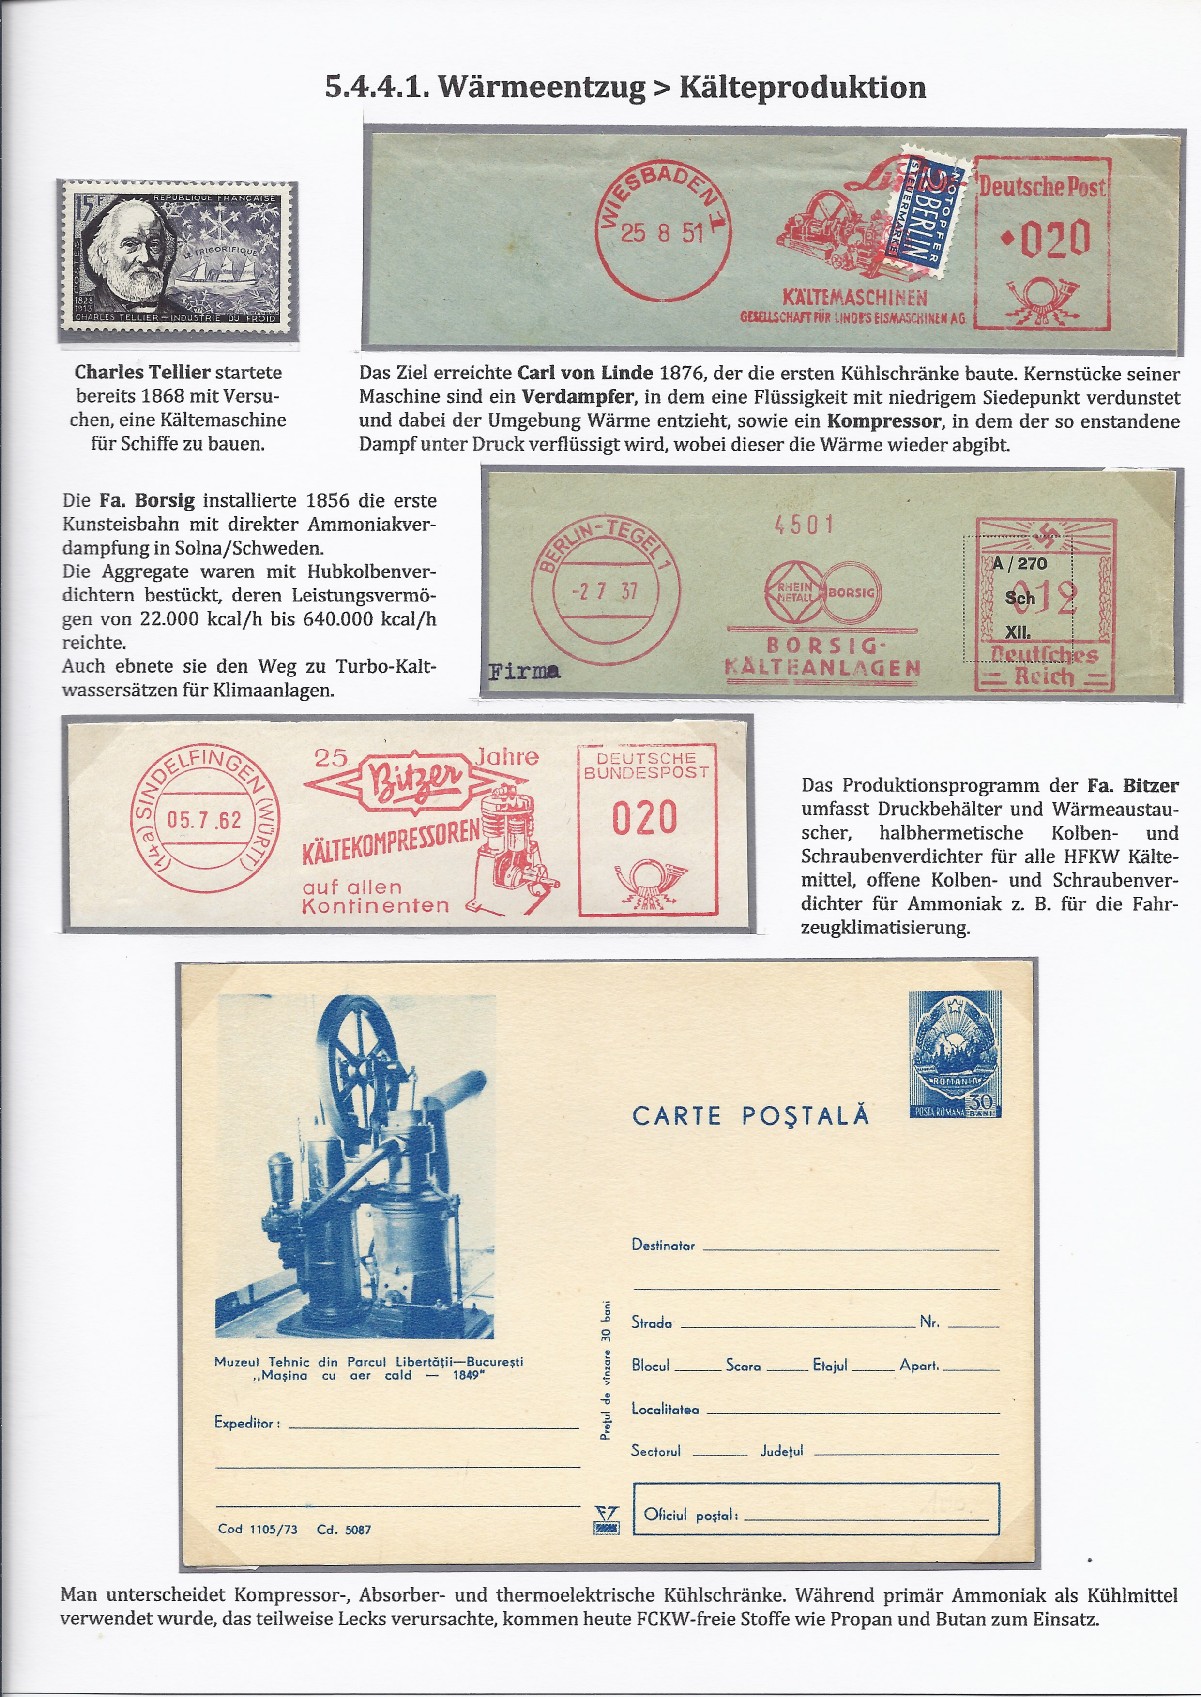 5.4.4.1. Wärmeentzug > Kälteproduktion
15F
REPUBLIQUE FRANÇAISE
LE FRIGORIFIQUE
1828
1913
CHARLES TELLIER — INDUSTRIE DU FROID
WIESBADEN 1
25 8 51
Linde
KÄLTEMASCHINEN
GESELLSCHAFT FÜR LINDE'S EISMASCHINEN AG.
NOTOPFER
2 BERLIN
STEUERMARKE
Deutsche Post
020
Charles Tellier startete
bereits 1868 mit Versu-
chen, eine Kältemaschine
für Schiffe zu bauen.
Das Ziel erreichte Carl von Linde 1876, der die ersten Kühlschränke baute. Kernstücke seiner
Maschine sind ein Verdampfer, in dem eine Flüssigkeit mit niedrigem Siedepunkt verdunstet
und dabei der Umgebung Wärme entzieht, sowie ein Kompressor, in dem der so enstandene
Dampf unter Druck verflüssigt wird, wobei dieser die Wärme wieder abgibt.
Die Fa. Borsig installierte 1856 die erste
Kunsteisbahn mit direkter Ammoniakver-
dampfung in Solna/Schweden.
Die Aggregate waren mit Hubkolbenver-
dichtern bestückt, deren Leistungsvermö-
gen von 22.000 kcal/h bis 640.000 kcal/h
reichte.
Auch ebnete sie den Weg zu Turbo-Kalt-
wassersätzen für Klimaanlagen.
BERLIN-TEGEL 1
-2 7 37
4501
RHEIN
METALL
BORSIG
BORSIG-
KÄLTEANLAGEN
Firma
A / 270
Sch
XII.
012
Deutsches
Reich
(14a) SINDELFINGEN (WÜRTT)
05.7.62
25 Jahre
Bitzer
KÄLTEKOMPRESSOREN
auf allen
Kontinenten
DEUTSCHE
BUNDESPOST
020
Das Produktionsprogramm der Fa. Bitzer
umfasst Druckbehälter und Wärmeaustau-
scher, halbhermetische Kolben- und
Schraubenverdichter für alle HFKW Kälte-
mittel, offene Kolben- und Schraubenver-
dichter für Ammoniak z. B. für die Fahr-
zeugklimatisierung.
ROMANIA
POSTA ROMANA
30
BANI
CARTE POŞTALĂ
Muzeul Tehnic din Parcul Libertăţii—Bucureşti
„Maşina cu aer cald — 1849"
Expeditor:
Cod 1105/73 Cd. 5087
Preţul de vînzare 30 bani
Destinatar
Strada Nr.
Blocul Scara Etajul Apart.
Localitatea
Sectorul Judeţul
Oficiul poştal:
Man unterscheidet Kompressor-, Absorber- und thermoelektrische Kühlschränke. Während primär Ammoniak als Kühlmittel
verwendet wurde, das teilweise Lecks verursachte, kommen heute FCKW-freie Stoffe wie Propan und Butan zum Einsatz.